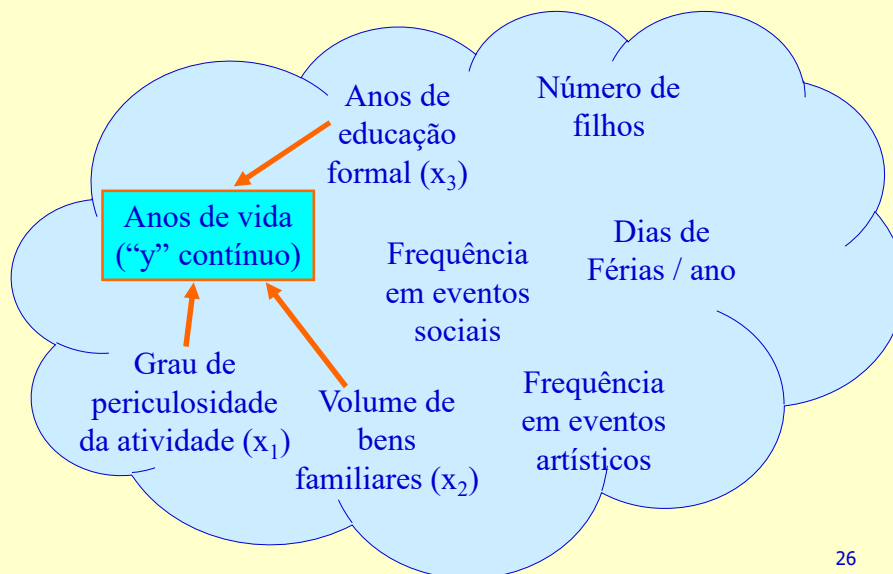 Anos de
educação
formal (x₃)
Número de
filhos
Anos de vida
(“y” contínuo)
Frequência
em eventos
sociais
Dias de
Férias / ano
Grau de
periculosidade
da atividade (x₁)
Volume de
bens
familiares (x₂)
Frequência
em eventos
artísticos
26